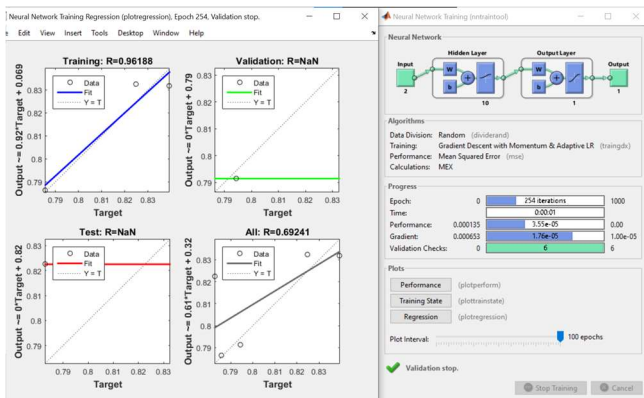 Neural Network Training Regression (plotregression), Epoch 254, Validation stop.
Edit View Insert Tools Desktop Window Help
Training: R=0.96188
Output ~= 0.92*Target + 0.069
Data
Fit
Y = T
0.83
0.82
0.81
0.8
0.79
0.79 0.8 0.81 0.82 0.83
Target
Validation: R=NaN
Output ~= 0*Target + 0.79
Data
Fit
Y = T
0.83
0.82
0.81
0.8
0.79
0.79 0.8 0.81 0.82 0.83
Target
Test: R=NaN
Output ~= 0*Target + 0.82
Data
Fit
Y = T
0.83
0.82
0.81
0.8
0.79
0.79 0.8 0.81 0.82 0.83
Target
All: R=0.69241
Output ~= 0.61*Target + 0.32
Data
Fit
Y = T
0.83
0.82
0.81
0.8
0.79
0.79 0.8 0.81 0.82 0.83
Target
Neural Network Training (nntraintool)
Neural Network
Hidden Layer Output Layer
Input Output
W W
b b
2 10 1 1
Algorithms
Data Division: Random (dividerand)
Training: Gradient Descent with Momentum & Adaptive LR (traingdx)
Performance: Mean Squared Error (mse)
Calculations: MEX
Progress
Epoch: 0 254 iterations 1000
Time: 0:00:01
Performance: 0.000135 3.55e-05 0.00
Gradient: 0.000653 1.76e-05 1.00e-05
Validation Checks: 0 6 6
Plots
Performance (plotperform)
Training State (plottrainstate)
Regression (plotregression)
Plot Interval: 100 epochs
Validation stop.
Stop Training Cancel